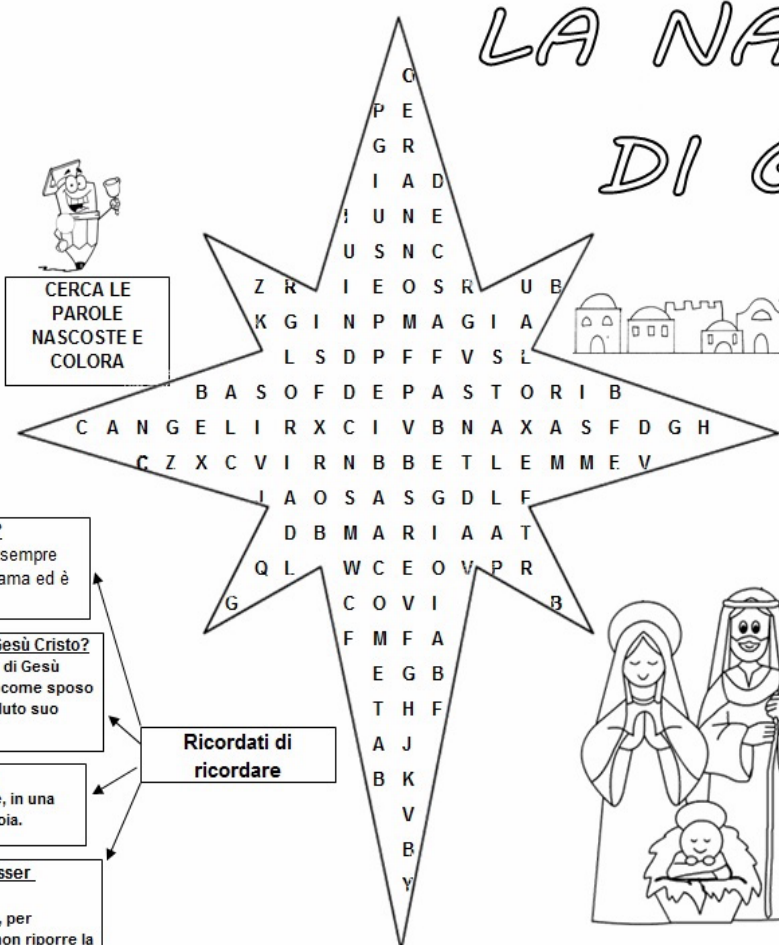 LA NA
DI G
CERCA LE
PAROLE
NASCOSTE E
COLORA
G
P E
G R
I A D
I U N E
U S N C
Z R I E O S R U B
K G I N P M A G I A
L S D P F F V S L
B A S O F D E P A S T O R I B
C A N G E L I R X C I V B N A X A S F D G H
C Z X C V I R N B B E T L E M M E V
I A O S A S G D L F
D B M A R I A A T
Q L W C E O V P R
G C O V I B
F M F A
E G B
T H F
A J
B K
V
B
Y
?
sempre
ama ed è
Gesù Cristo?
di Gesù
come sposo
luto suo
e, in una
oia.
sser
, per
non riporre la
Ricordati di
ricordare